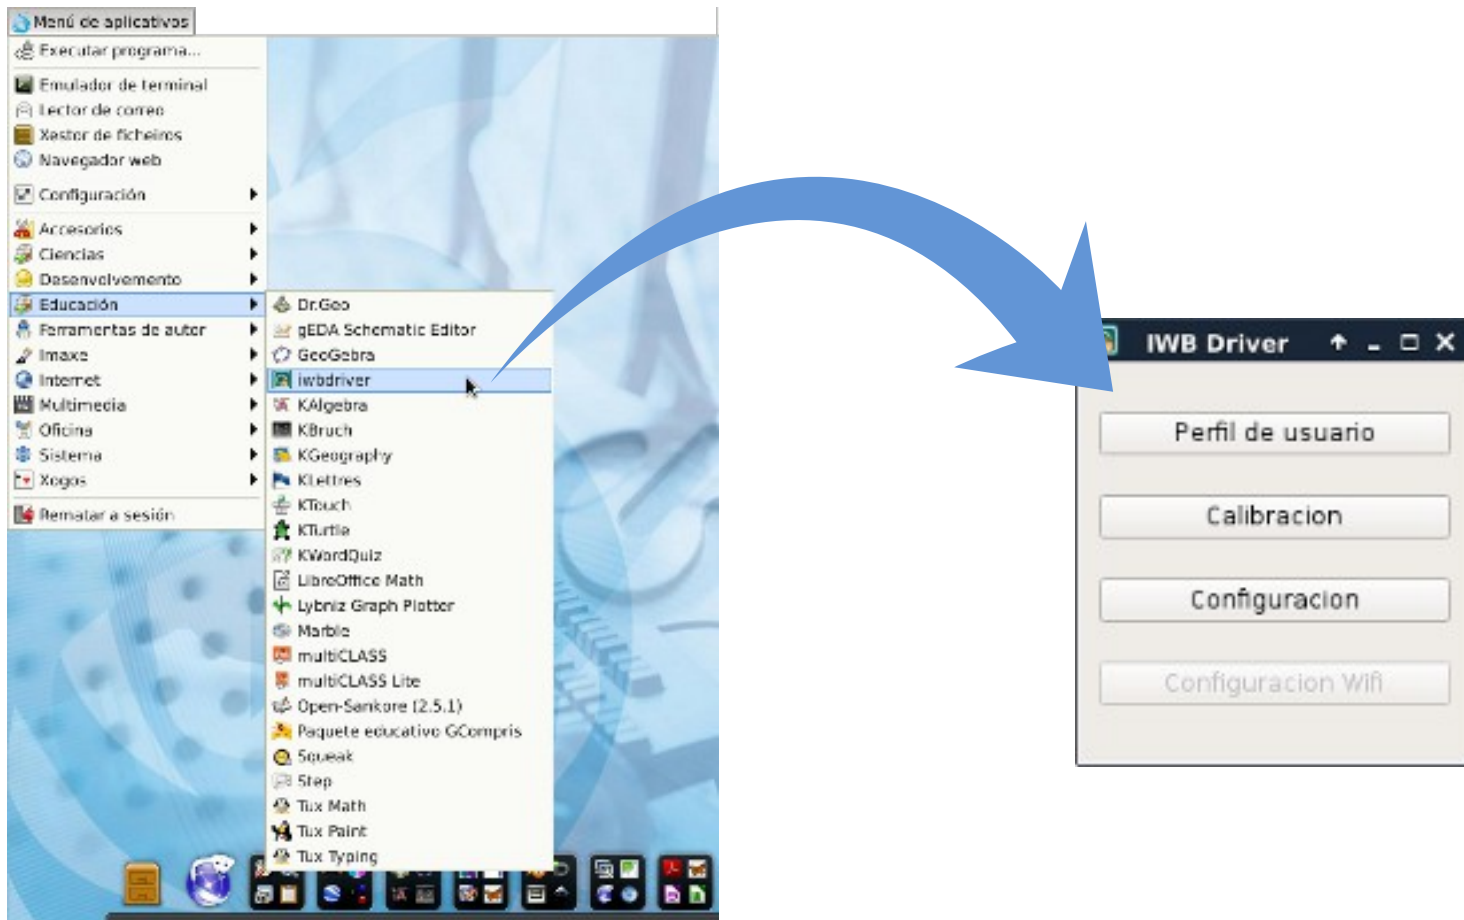 Menú de aplicativos
Executar programa...
Emulador de terminal
Lector de correo
Xestor de ficheiros
Navegador web
Configuración
Accesorios
Ciencias
Desenvolvemento
Educación
Ferramentas de autor
Imaxe
Internet
Multimedia
Oficina
Sistema
Xogos
Rematar a sesión
Dr.Geo
gEDA Schematic Editor
GeoGebra
iwbdriver
KAlgebra
KBruch
KGeography
KLettres
KTouch
KTurtle
KWordQuiz
LibreOffice Math
Lybniz Graph Plotter
Marble
multiCLASS
multiCLASS Lite
Open-Sankore (2.5.1)
Paquete educativo GCompris
Squeak
Step
Tux Math
Tux Paint
Tux Typing
IWB Driver
Perfil de usuario
Calibracion
Configuracion
Configuracion Wifi